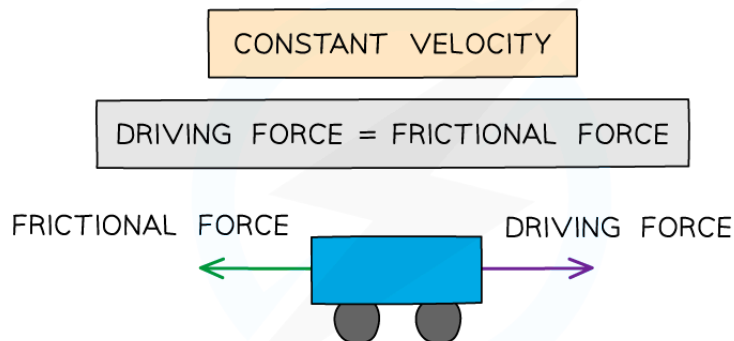 CONSTANT VELOCITY
DRIVING FORCE = FRICTIONAL FORCE
FRICTIONAL FORCE
DRIVING FORCE